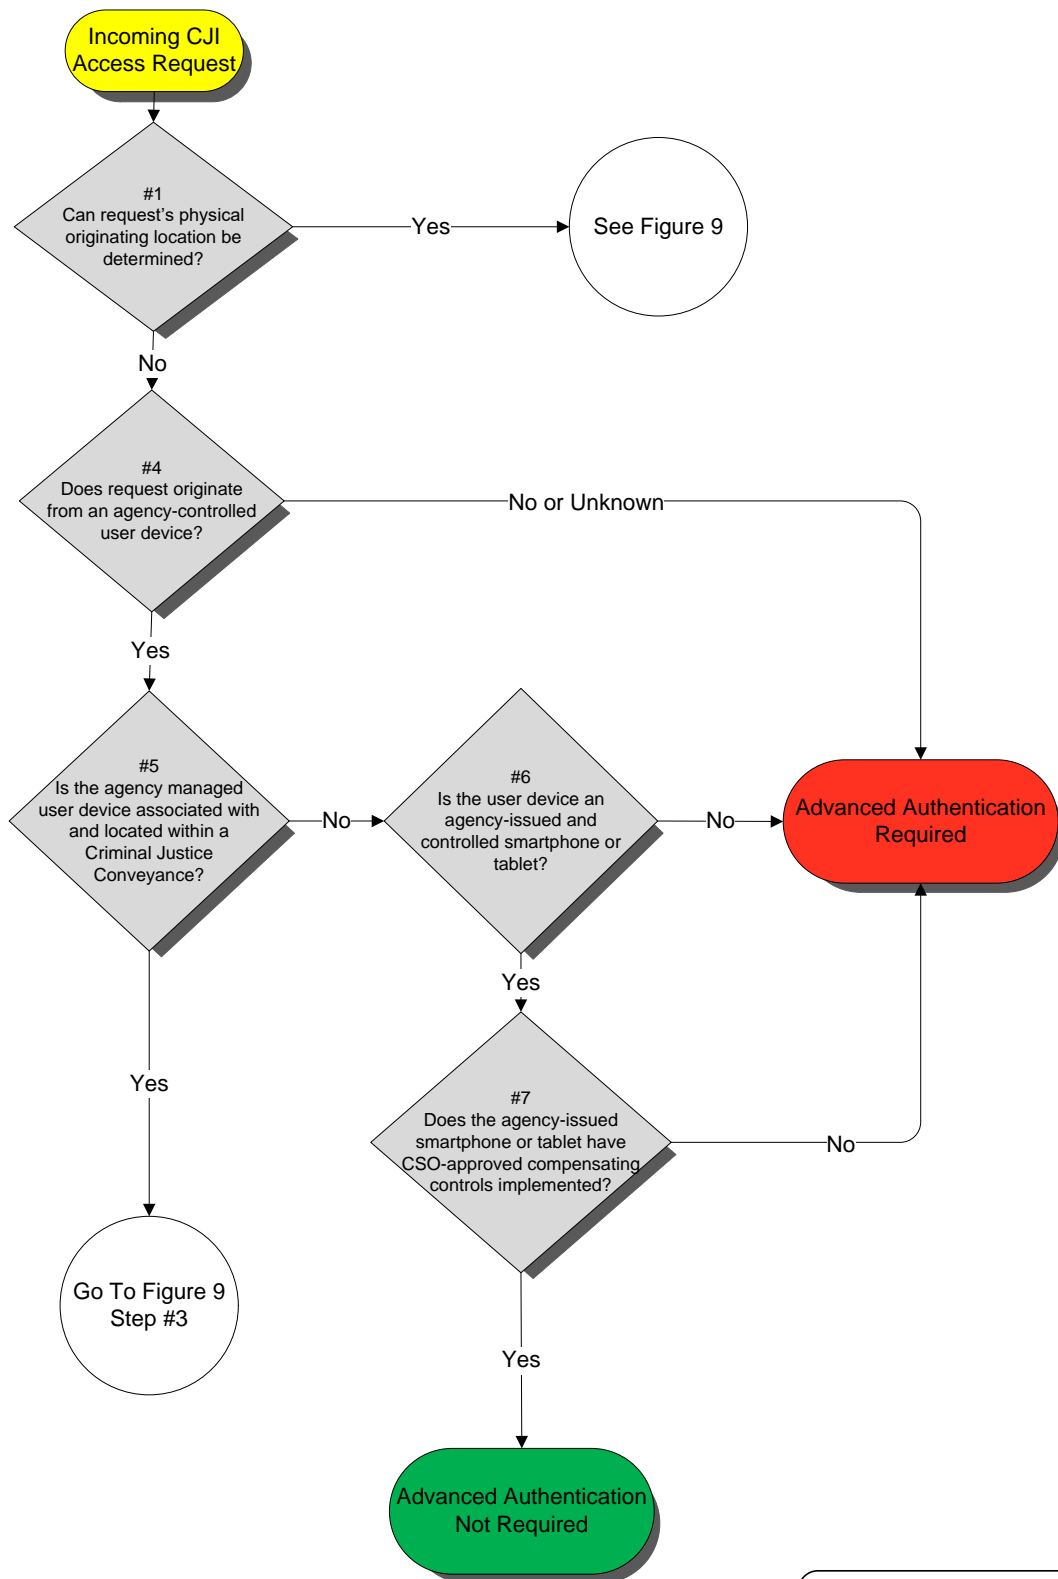 Incoming CJI
Access Request
#1
Can request's physical
originating location be
determined?
Yes
See Figure 9
No
#4
Does request originate
from an agency-controlled
user device?
No or Unknown
Yes
#5
Is the agency managed
user device associated with
and located within a
Criminal Justice
Conveyance?
No
#6
Is the user device an
agency-issued and
controlled smartphone or
tablet?
No
Advanced Authentication
Required
Yes
Yes
#7
Does the agency-issued
smartphone or tablet have
CSO-approved compensating
controls implemented?
No
Go To Figure 9
Step #3
Yes
Advanced Authentication
Not Required